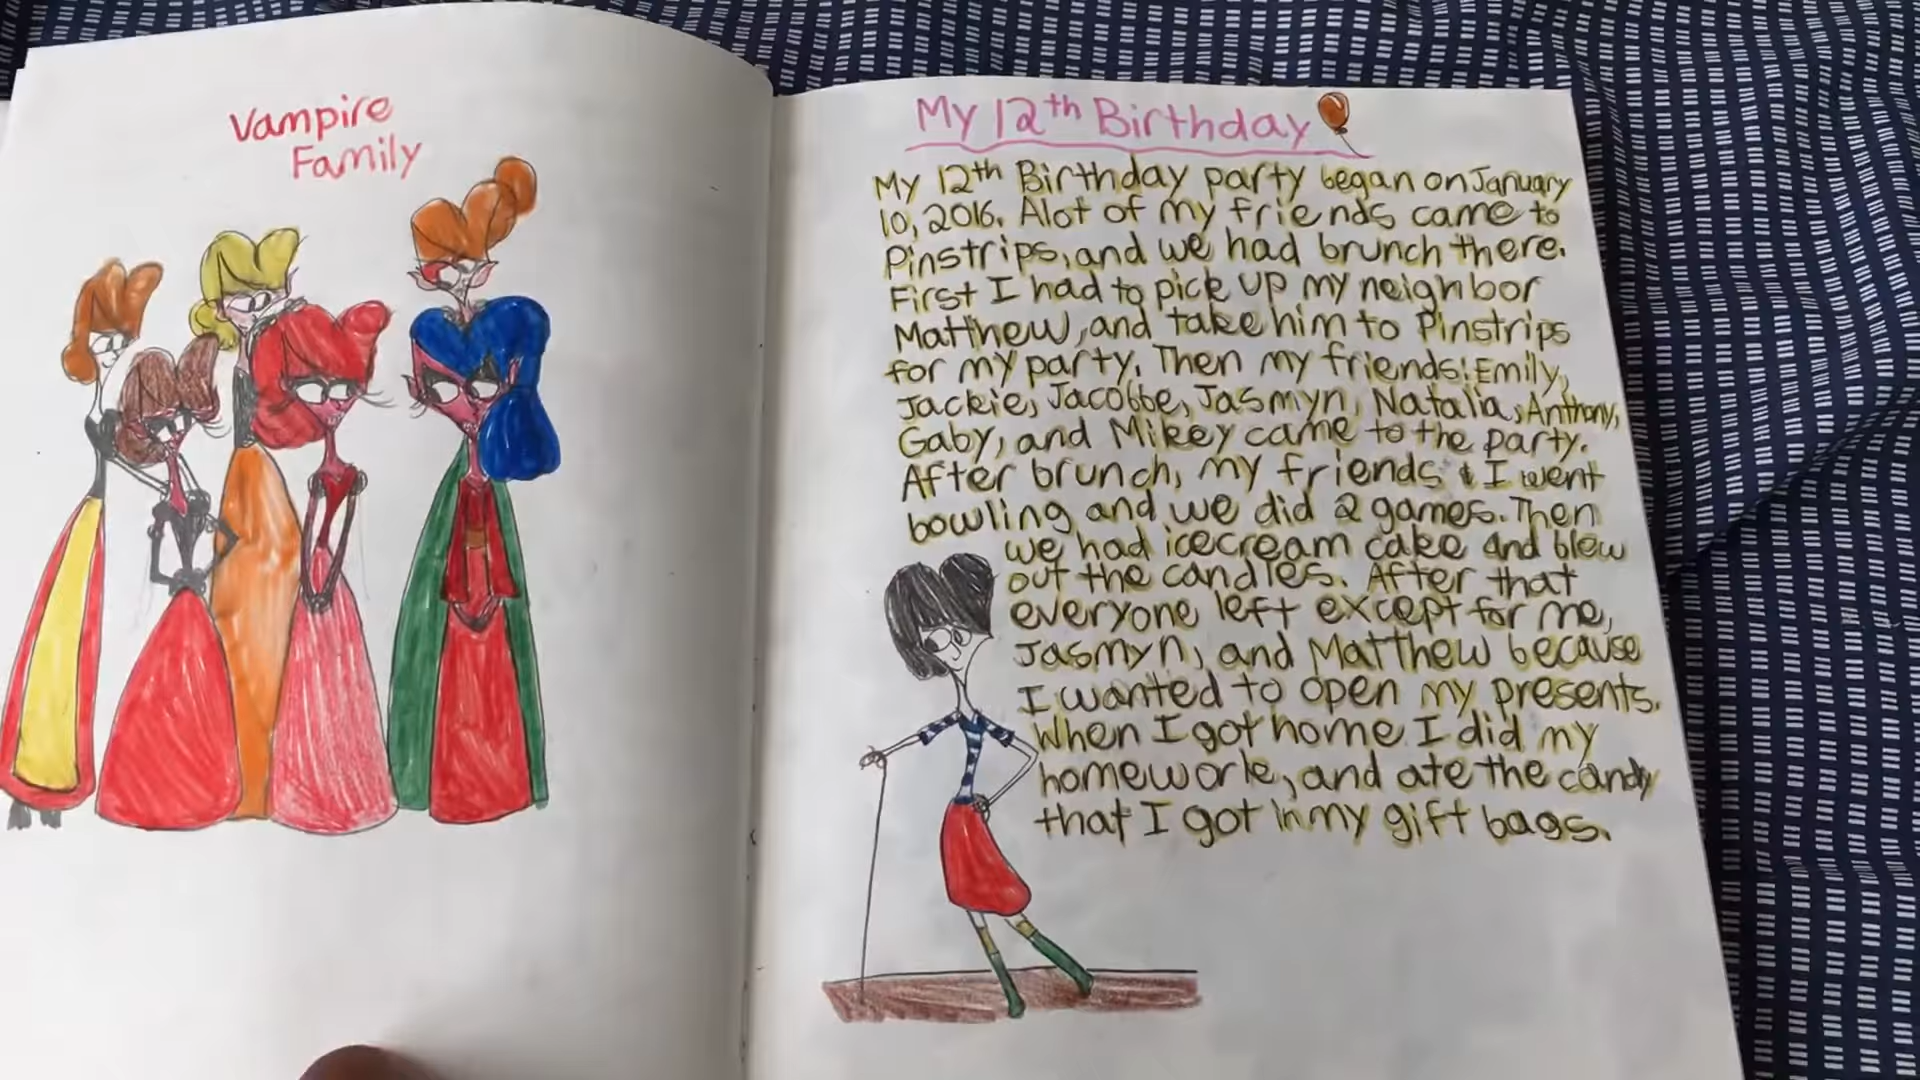 Vampire
Family
My 12th Birthday
My 12th Birthday party began on January
10, 2016. Alot of my friends came to
Pinstrips, and we had brunch there.
First I had to pick up my neighbor
Matthew, and take him to Pinstrips
for my party. Then my friends: Emily,
Jackie, Jacobbe, Jasmyn, Natalia, Anthony,
Gaby, and Mikey came to the party.
After brunch, my friends & I went
bowling and we did 2 games. Then
we had icecream cake and blew
out the candles. After that
everyone left except for me,
Jasmyn, and Matthew because
I wanted to open my presents.
When I got home I did my
homework, and ate the candy
that I got in my gift bags.